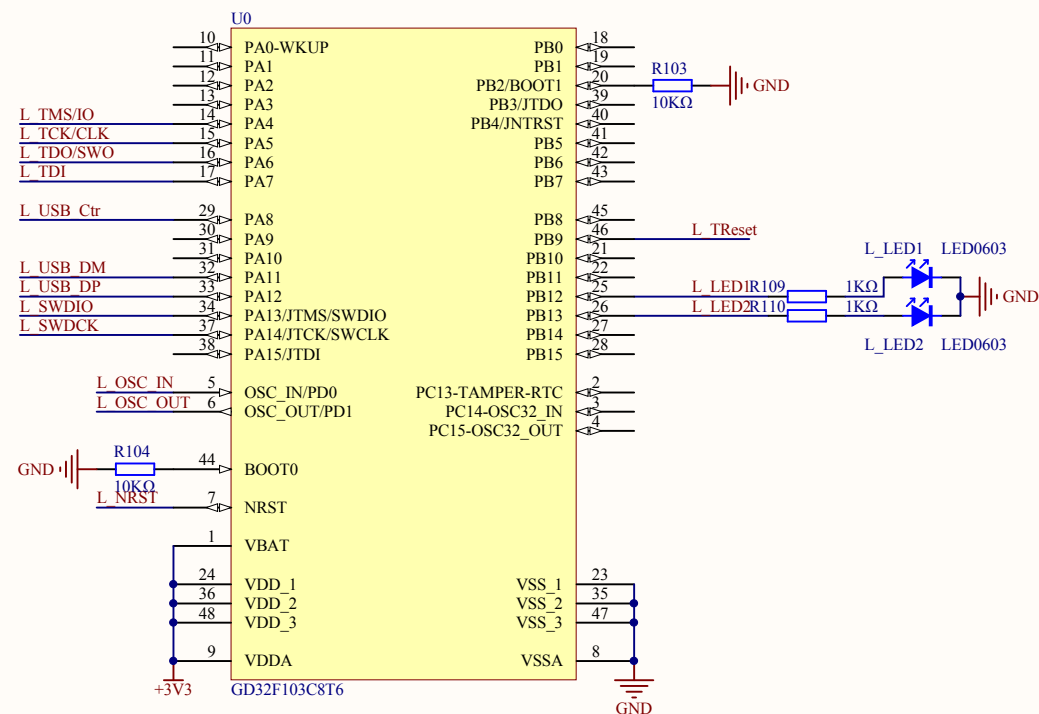 U0
10 PA0-WKUP PB0 18
11 PA1 PB1 19
12 PA2 PB2/BOOT1 20 R103 10KΩ GND
13 PA3 PB3/JTDO 39
L_TMS/IO 14 PA4 PB4/JNTRST 40
L_TCK/CLK 15 PA5 PB5 41
L_TDO/SWO 16 PA6 PB6 42
L_TDI 17 PA7 PB7 43
L_USB_Ctr 29 PA8 PB8 45
30 PA9 PB9 46 L_TReset
31 PA10 PB10 21
L_LED1 LED0603
L_USB_DM 32 PA11 PB11 22
L_USB_DP 33 PA12 PB12 25 L_LED1 R109 1KΩ GND
L_SWDIO 34 PA13/JTMS/SWDIO PB13 26 L_LED2 R110 1KΩ
L_SWDCK 37 PA14/JTCK/SWCLK PB14 27
L_LED2 LED0603
38 PA15/JTDI PB15 28
L_OSC_IN 5 OSC_IN/PD0 PC13-TAMPER-RTC 2
L_OSC_OUT 6 OSC_OUT/PD1 PC14-OSC32_IN 3
PC15-OSC32_OUT 4
R104
GND 44 BOOT0
10KΩ
L_NRST 7 NRST
1 VBAT
24 VDD_1 VSS_1 23
36 VDD_2 VSS_2 35
48 VDD_3 VSS_3 47
9 VDDA VSSA 8
+3V3 GD32F103C8T6
GND